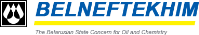 BELNEFTEKHIM
The Belarusian State Concern for Oil and Chemistry